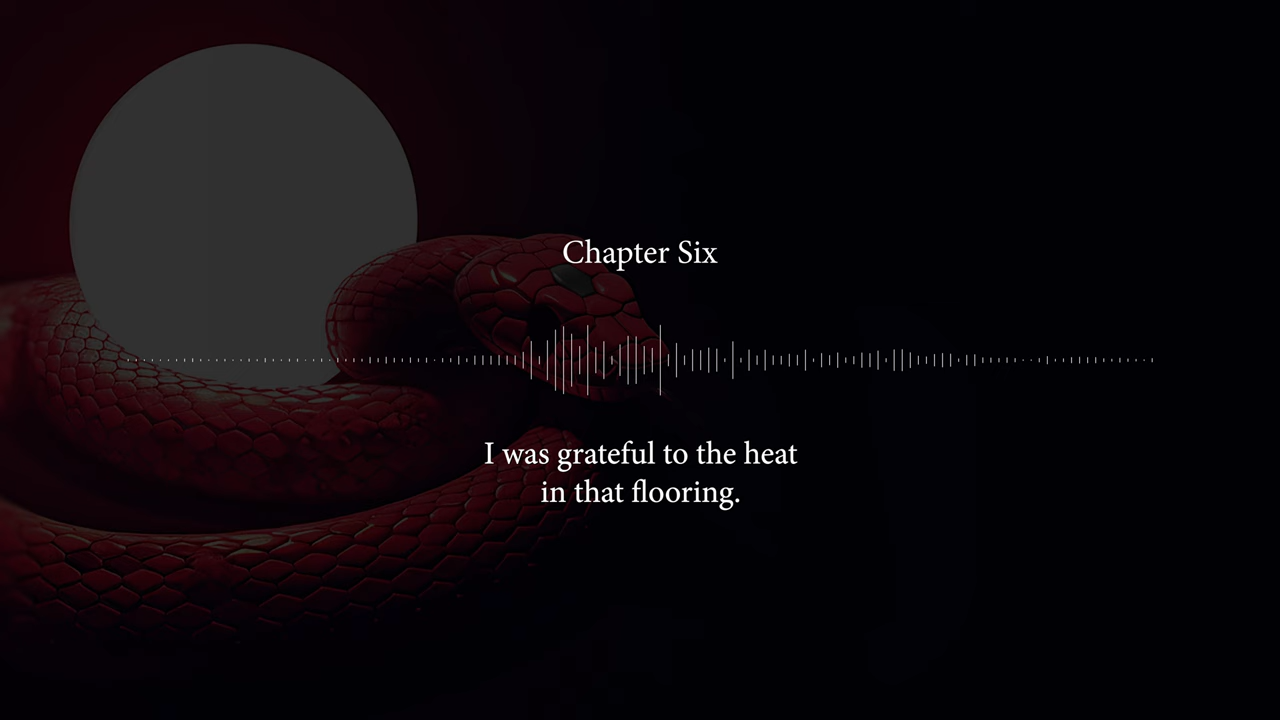 Chapter Six
I was grateful to the heat
in that flooring.